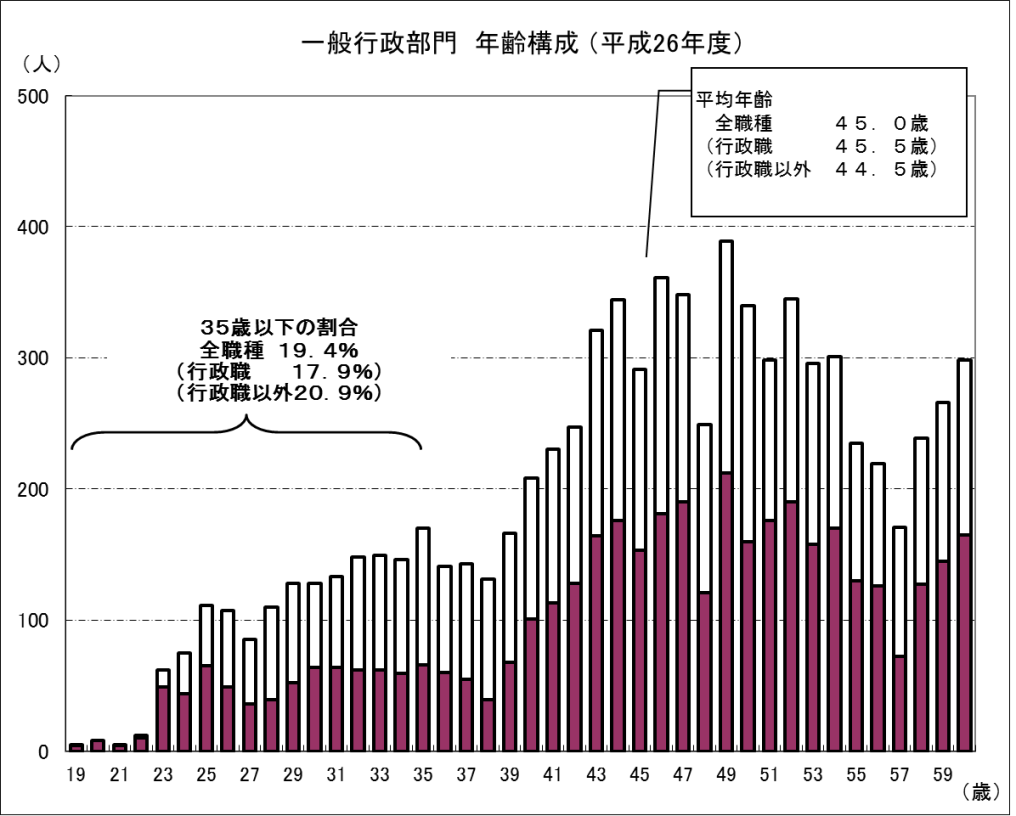 一般行政部門 年齢構成（平成26年度）
（人）
平均年齢
全職種 ４５．０歳
（行政職 ４５．５歳）
（行政職以外 ４４．５歳）
500
400
300
200
100
0
35歳以下の割合
全職種 19.4%
（行政職 17.9%）
（行政職以外20.9%）
19 21 23 25 27 29 31 33 35 37 39 41 43 45 47 49 51 53 55 57 59
（歳）